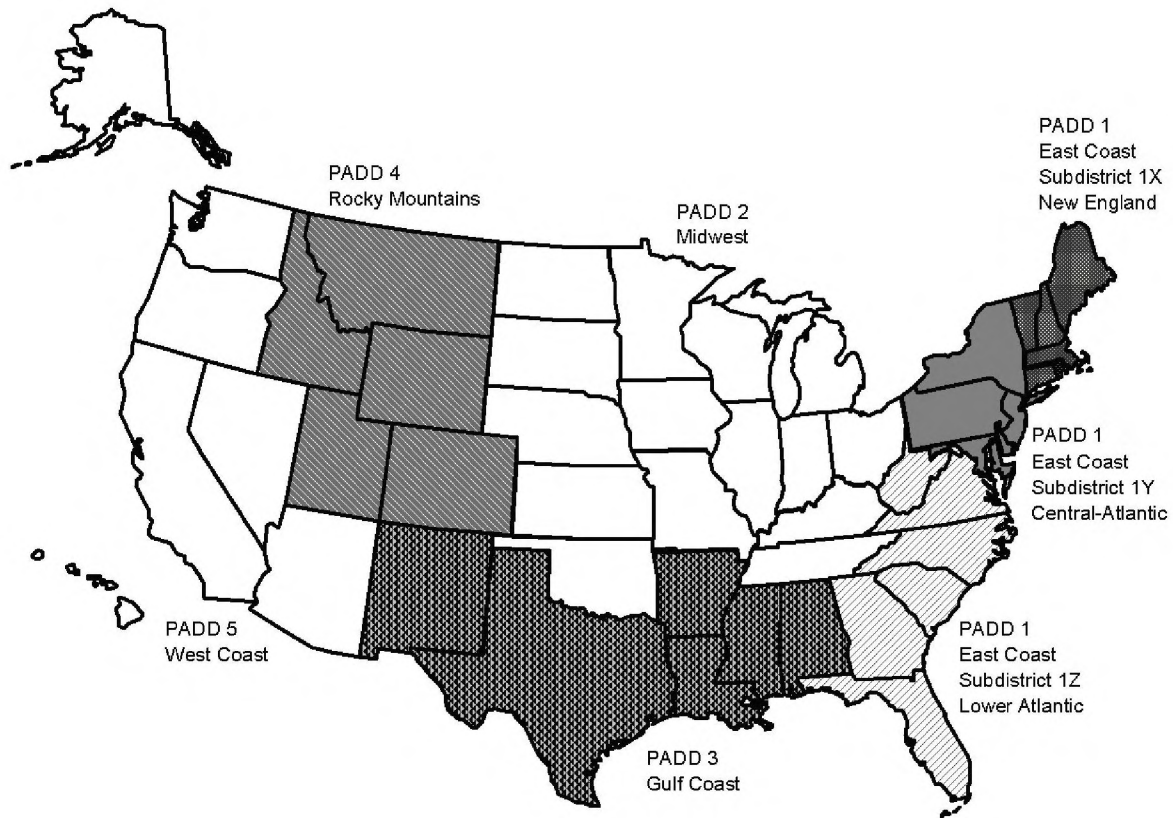 PADD 1
East Coast
Subdistrict 1X
New England
PADD 4
Rocky Mountains
PADD 2
Midwest
PADD 1
East Coast
Subdistrict 1Y
Central-Atlantic
PADD 5
West Coast
PADD 1
East Coast
Subdistrict 1Z
Lower Atlantic
PADD 3
Gulf Coast